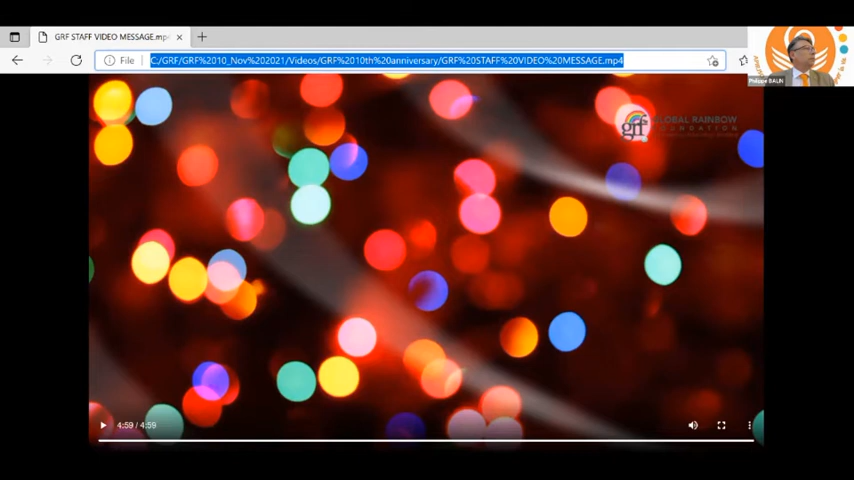 GRF STAFF VIDEO MESSAGE.mp
File
C:/GRF/GRF%2010_Nov%202021/Videos/GRF%2010th%20anniversary/GRF%20STAFF%20VIDEO%20MESSAGE.mp4
Philippe BAUN
grf
GLOBAL RAINBOW
FOUNDATION
4:59 / 4:59